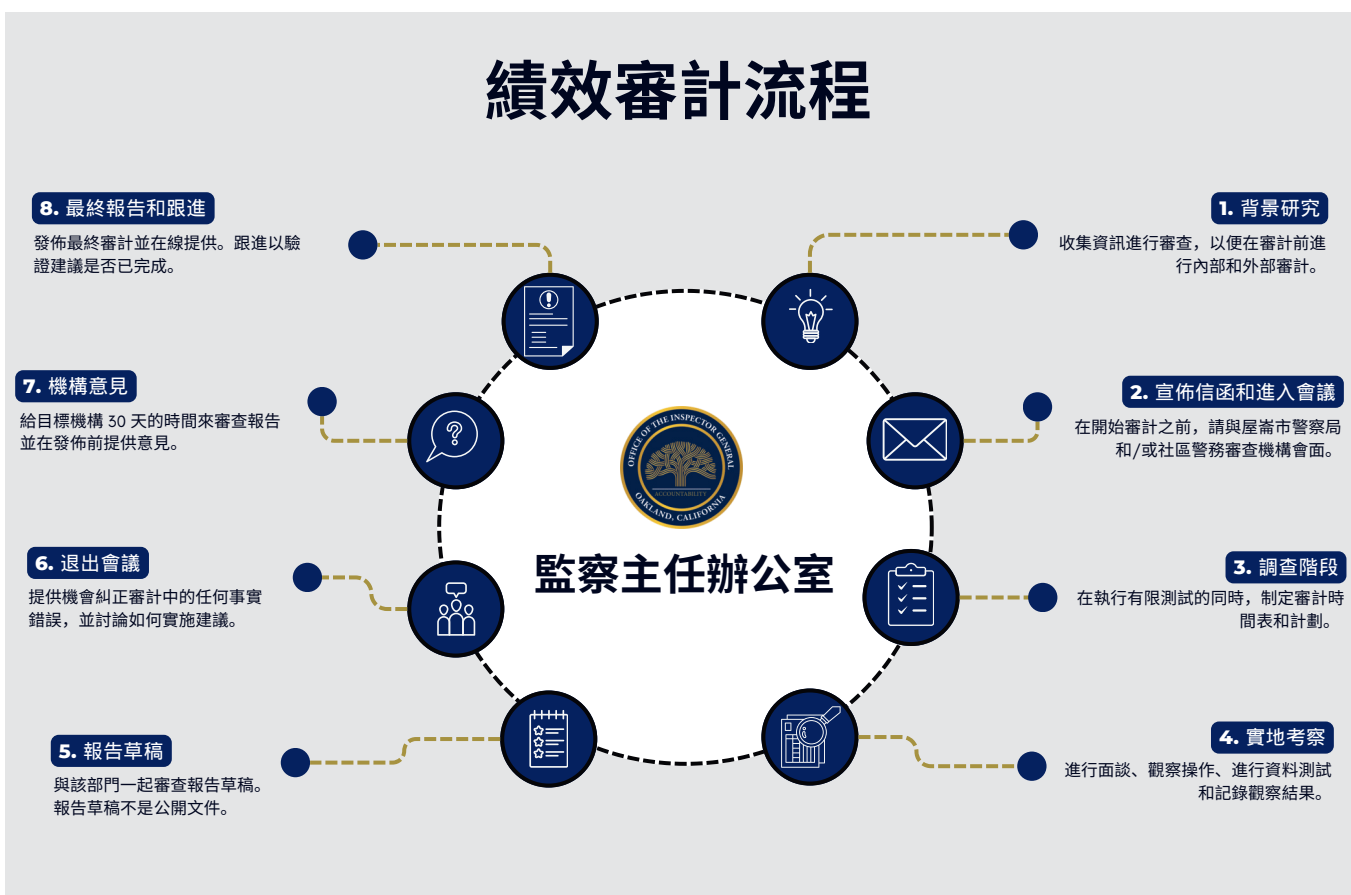 績效審計流程
1. 背景研究
收集資訊進行審查，以便在審計前進
行內部和外部審計。
2. 宣佈信函和進入會議
在開始審計之前，請與屋崙市警察局
和/或社區警務審查機構會面。
3. 調查階段
在執行有限測試的同時，制定審計時
間表和計劃。
4. 實地考察
進行面談、觀察操作、進行資料測試
和記錄觀察結果。
5. 報告草稿
與該部門一起審查報告草稿。
報告草稿不是公開文件。
6. 退出會議
提供機會糾正審計中的任何事實
錯誤，並討論如何實施建議。
7. 機構意見
給目標機構 30 天的時間來審查報告
並在發佈前提供意見。
8. 最終報告和跟進
發佈最終審計並在線提供。跟進以驗
證建議是否已完成。
OFFICE OF THE INSPECTOR GENERAL
ACCOUNTABILITY
OAKLAND, CALIFORNIA
監察主任辦公室